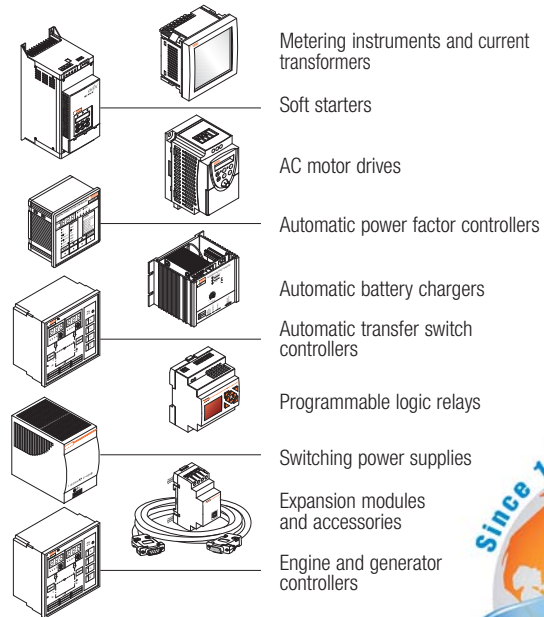 Metering instruments and current
transformers
Soft starters
AC motor drives
Automatic power factor controllers
Automatic battery chargers
Automatic transfer switch
controllers
Programmable logic relays
Switching power supplies
Expansion modules
and accessories
Engine and generator
controllers
Since 1